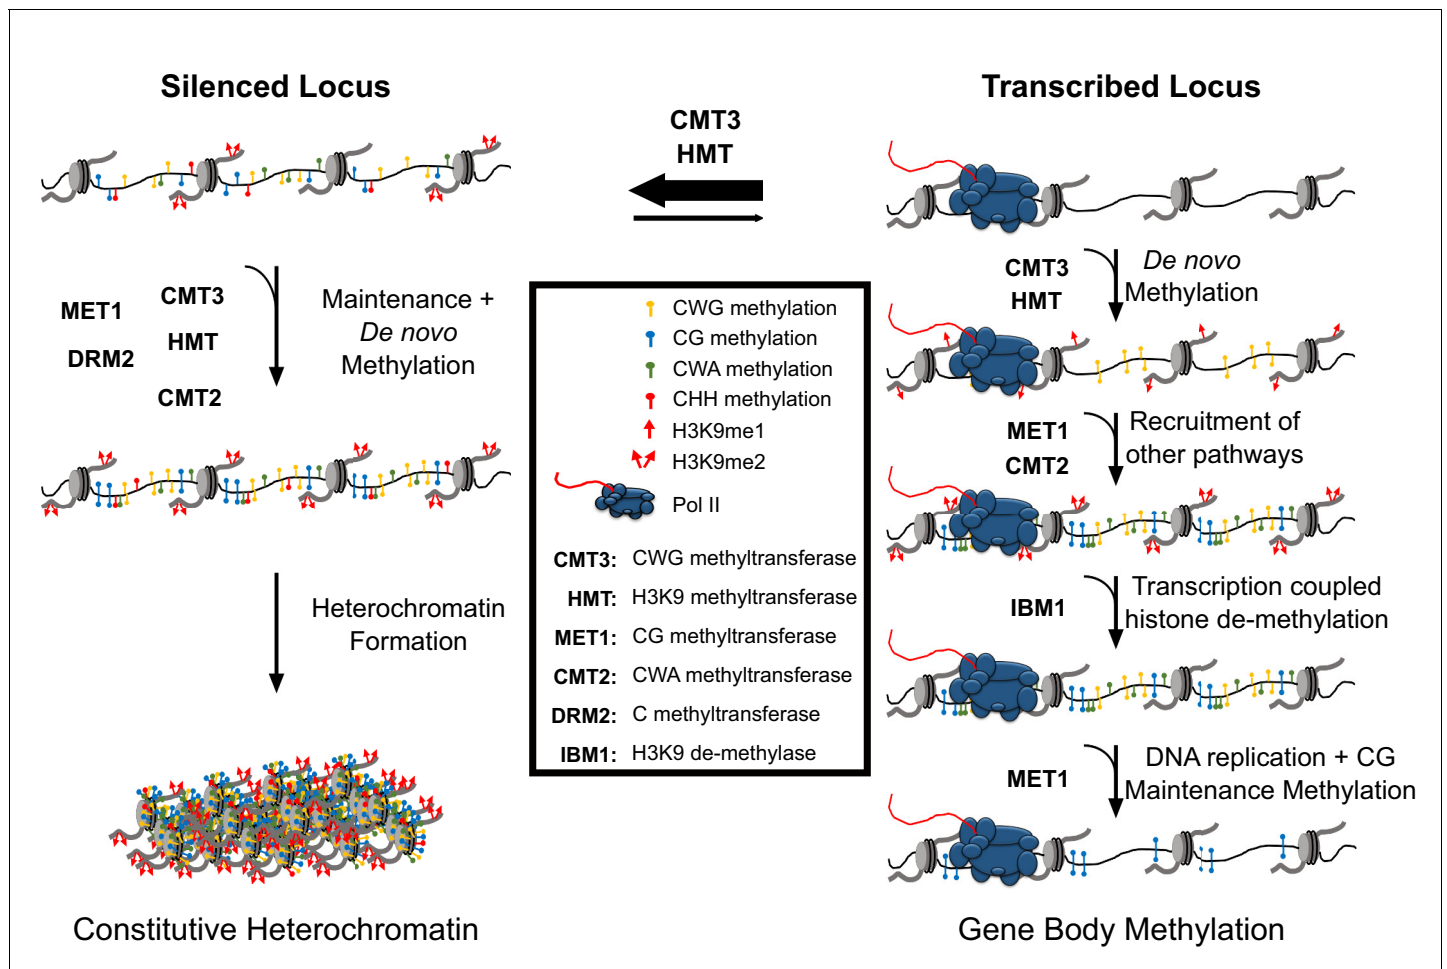 Silenced Locus
CMT3
HMT
Transcribed Locus
MET1
DRM2
CMT3
HMT
CMT2
Maintenance +
De novo
Methylation
Heterochromatin
Formation
Constitutive Heterochromatin
CWG methylation
CG methylation
CWA methylation
CHH methylation
H3K9me1
H3K9me2
Pol II
CMT3: CWG methyltransferase
HMT: H3K9 methyltransferase
MET1: CG methyltransferase
CMT2: CWA methyltransferase
DRM2: C methyltransferase
IBM1: H3K9 de-methylase
CMT3
HMT
De novo
Methylation
MET1
CMT2
Recruitment of
other pathways
IBM1
Transcription coupled
histone de-methylation
MET1
DNA replication + CG
Maintenance Methylation
Gene Body Methylation